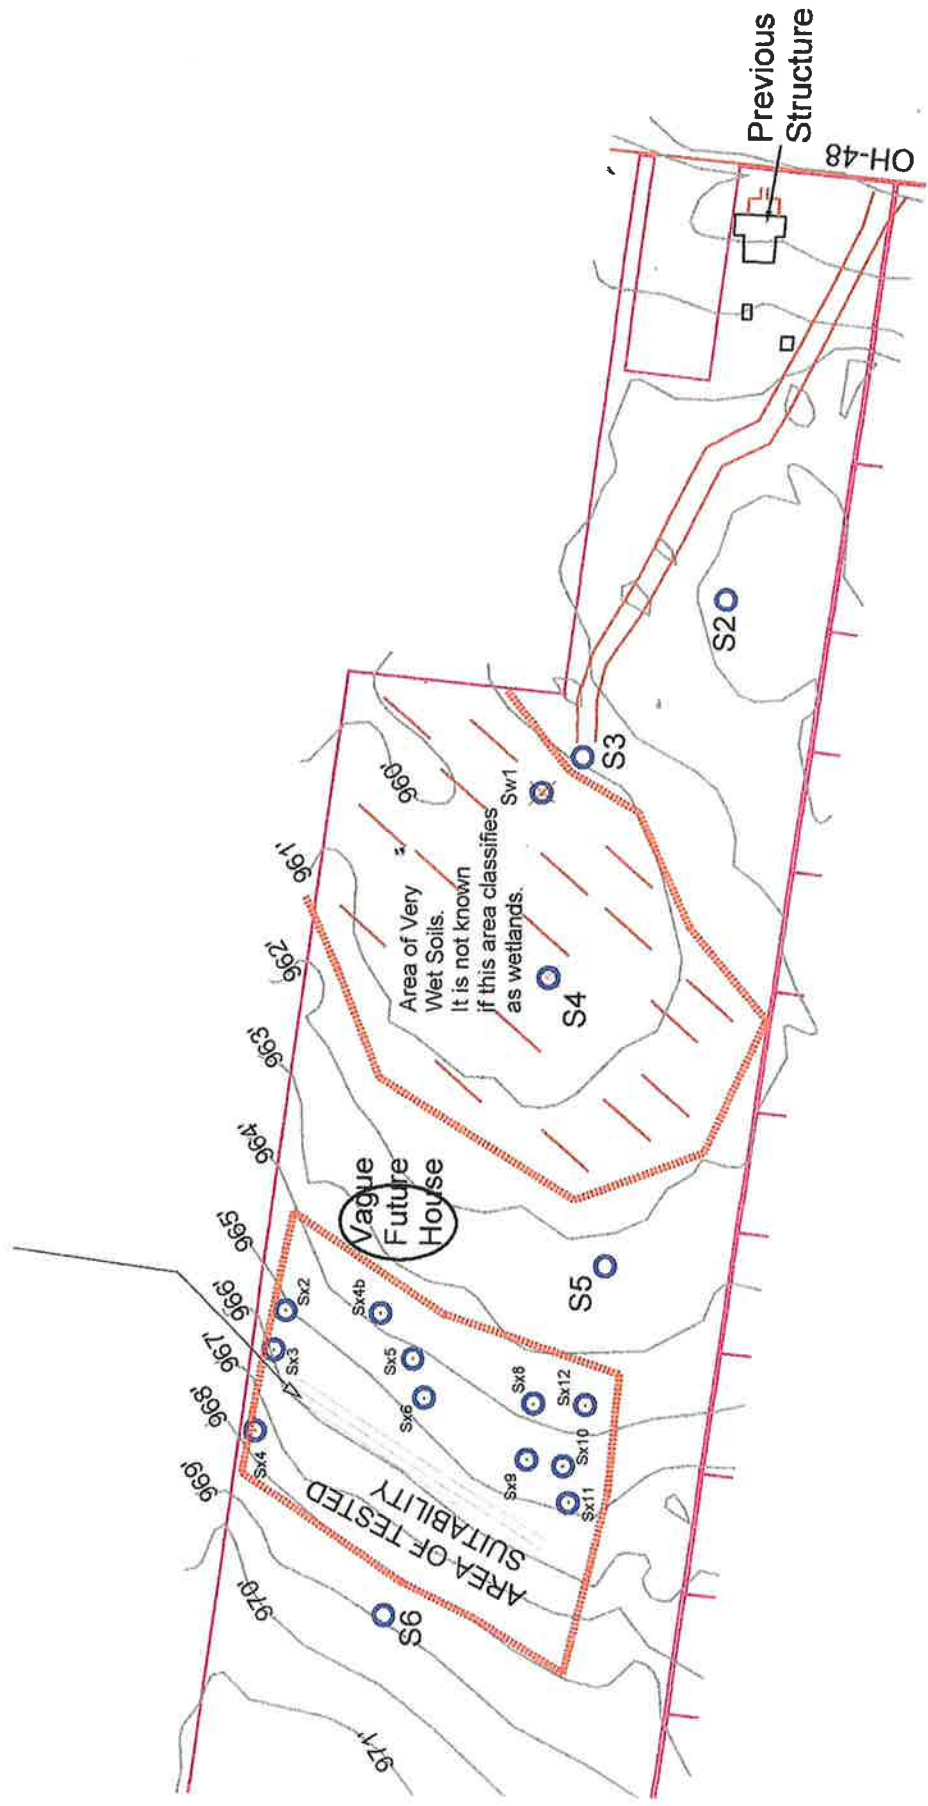 Previous
Structure
OH-48
S2
S3
Sw1
960'
961'
962'
963'
964'
965'
966'
967'
968'
969'
970'
971'
Area of Very
Wet Soils.
It is not known
if this area classifies
as wetlands.
S4
Vague
Future
House
S5
Sx2
Sx3
Sx4
Sx4b
Sx5
Sx6
Sx8
Sx12
Sx9
Sx10
Sx11
AREA OF TESTED
SUITABILITY
S6